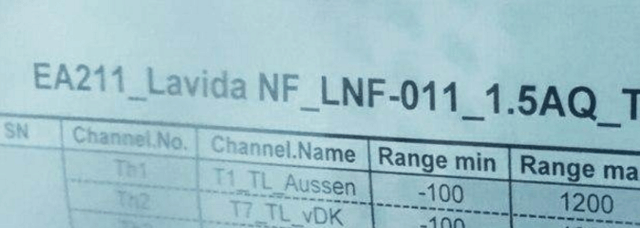 EA211_Lavida NF_LNF-011_1.5AQ_T
SN Channel.No. Channel.Name Range min Range ma
Th1 T1_TL_Aussen -100 1200
Th2 T7_TL_vDK -100